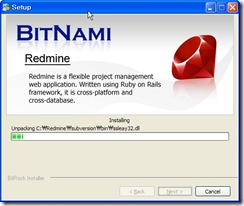 Setup
BITNAMI
Redmine
Redmine is a flexible project management
web application. Written using Ruby on Rails
framework, it is cross-platform and
cross-database.
Installing
Unpacking C:₩Redmine₩subversion₩bin₩ssleay32.dll
BitRock Installer
< Back
Next >
Cancel